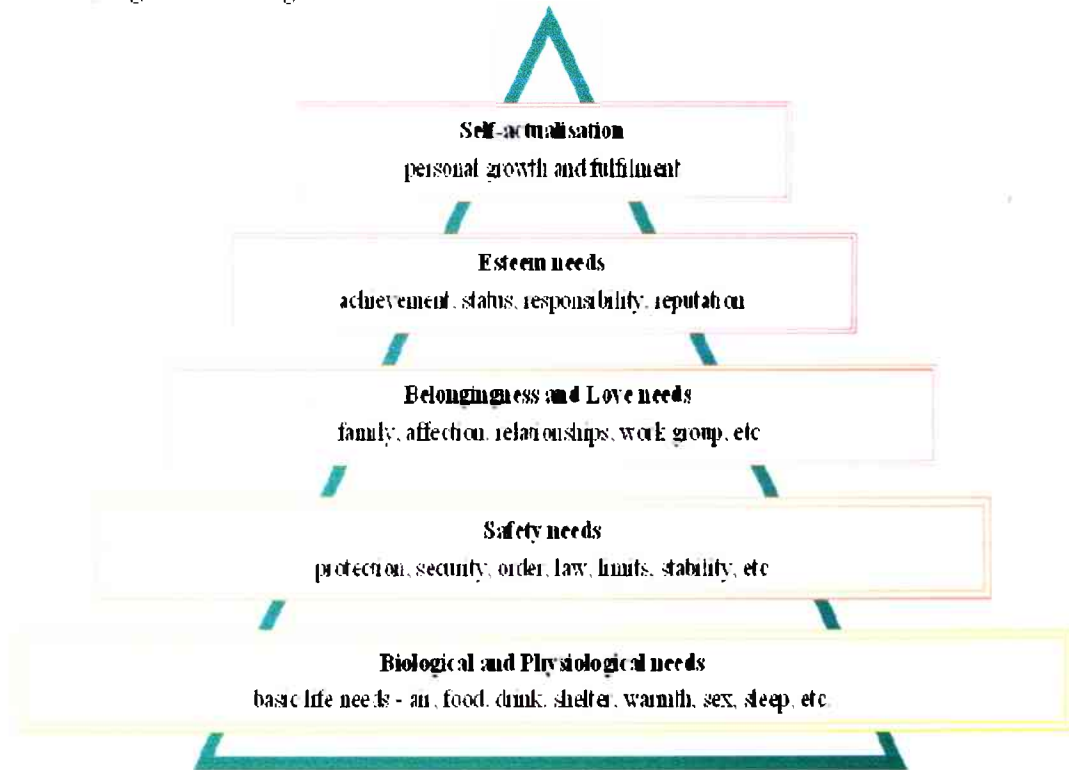 Self-actualisation
personal growth and fulfilment
Esteem needs
achievement, status, responsibility, reputation
Belongingness and Love needs
family, affection, relationships, work group, etc
Safety needs
protection, security, order, law, limits, stability, etc
Biological and Physiological needs
basic life needs - air, food, drink, shelter, warmth, sex, sleep, etc.